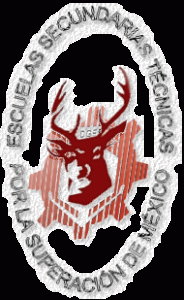 ESCUELAS SECUNDARIAS TÉCNICAS
POR LA SUPERACIÓN DE MÉXICO